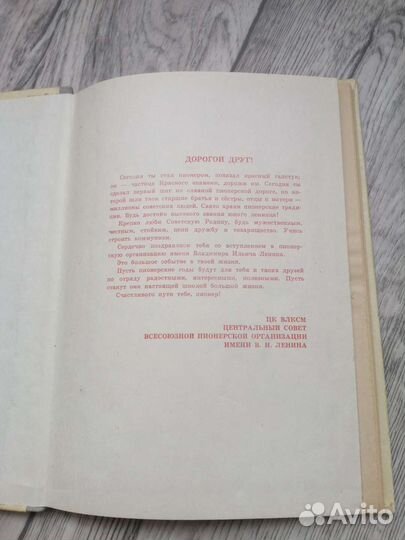 ДОРОГОЙ ДРУГ!
Сегодня ты стал пионером, повязал красный галстук;
он — частица Красного знамени, дорожи им. Сегодня ты
сделал первый шаг по славной пионерской дороге, по ко-
торой шли твои старшие братья и сёстры, отцы и матери —
миллионы советских людей. Свято храни пионерские тради-
ции. Будь достоин высокого звания юного ленинца!
Крепко люби Советскую Родину, будь мужественным,
честным, стойким, цени дружбу и товарищество. Учись
строить коммунизм.
Сердечно поздравляем тебя со вступлением в пионер-
скую организацию имени Владимира Ильича Ленина.
Это большое событие в твоей жизни.
Пусть пионерские годы будут для тебя и твоих друзей
по отряду радостными, интересными, полезными. Пусть
станут они настоящей школой большой жизни.
Счастливого пути тебе, пионер!
ЦК ВЛКСМ
ЦЕНТРАЛЬНЫЙ СОВЕТ
ВСЕСОЮЗНОЙ ПИОНЕРСКОЙ ОРГАНИЗАЦИИ
ИМЕНИ В. И. ЛЕНИНА
Avito